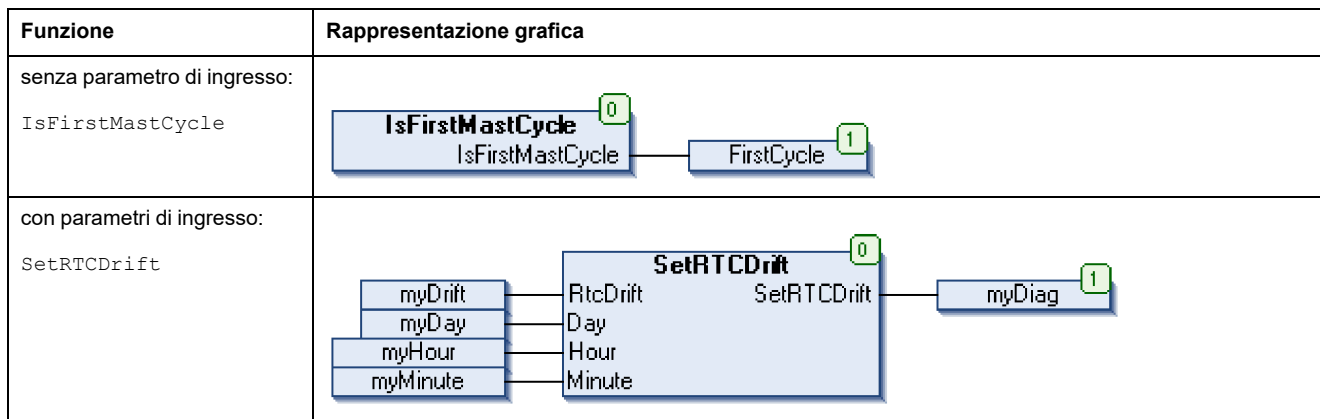 Funzione
Rappresentazione grafica
senza parametro di ingresso:
IsFirstMastCycle
IsFirstMastCycle
0
IsFirstMastCycle
FirstCycle
1
con parametri di ingresso:
SetRTCDrift
SetRTCDrift
0
myDrift
RtcDrift
SetRTCDrift
myDiag
1
myDay
Day
myHour
Hour
myMinute
Minute